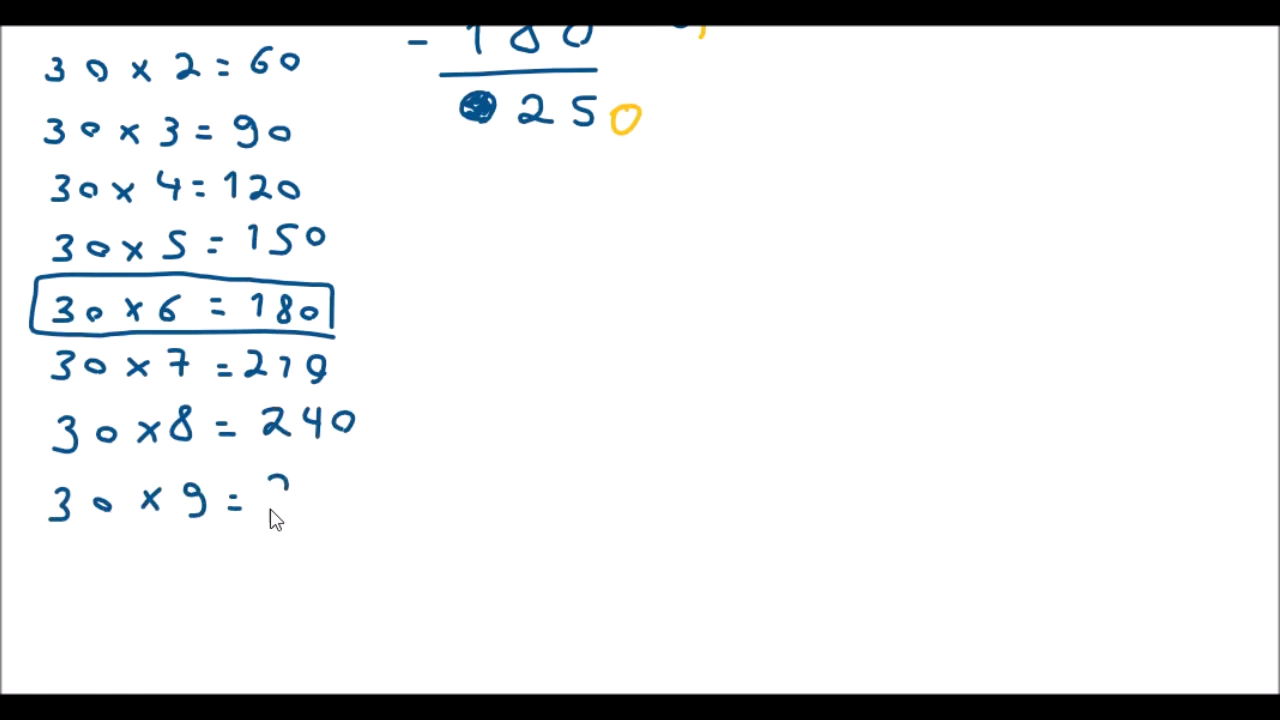 30 x 2 = 60
30 x 3 = 90
30 x 4 = 120
30 x 5 = 150
30 x 6 = 180
30 x 7 = 210
30 x 8 = 240
30 x 9 =
- 180
250